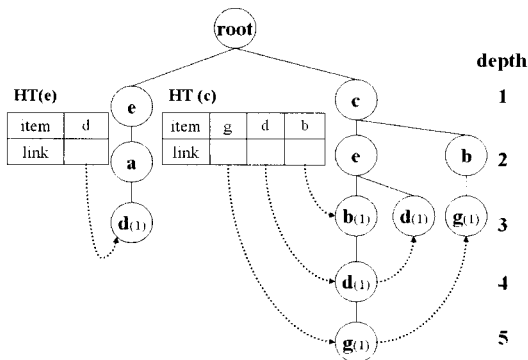 root
depth
HT(e)
HT (c)
e
c
1
item d
item g d b
link
link
a
e
b
2
d(1)
b(1)
d(1)
g(1)
3
d(1)
4
g(1)
5